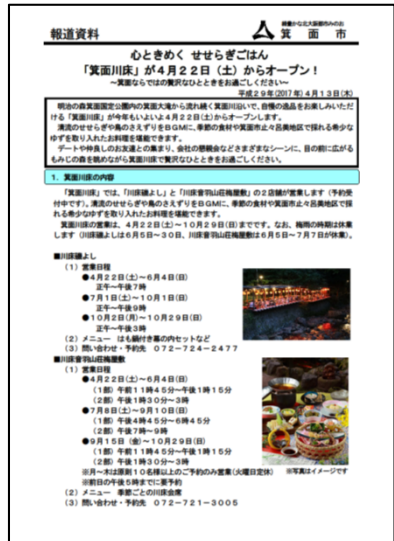 報道資料
緑豊かな北大阪都市みのお
箕面市
心ときめく せせらぎごはん
「箕面川床」が４月２２日（土）からオープン！
～箕面ならではの贅沢なひとときをお過ごしください～
平成２９年(2017年)４月１３日(木)
明治の森箕面国定公園内の箕面大滝から流れ続く箕面川沿いで、自慢の逸品をお楽しみいただ
ける「箕面川床」が今年もいよいよ４月２２日（土）からオープンします。
清流のせせらぎや鳥のさえずりをＢＧＭに、季節の食材や箕面市止々呂美地区で採れる希少な
ゆずを取り入れたお料理を堪能できます。
デートや仲良しのお友達との集まり、会社の懇親会などさまざまなシーンに、目の前に広がる
もみじの森を眺めながら箕面川床で贅沢なひとときをお過ごしください。
１．箕面川床の内容
「箕面川床」では、「川床磯よし」と「川床音羽山荘梅屋敷」の２店舗が営業します（予約受
付中です）。清流のせせらぎや鳥のさえずりをＢＧＭに、季節の食材や箕面市止々呂美地区で採
れる希少なゆずを取り入れたお料理を堪能できます。
箕面川床の営業は、４月２２日（土）～１０月２９日（日）までです。なお、梅雨の時期は休業
します（川床磯よしは６月５日～３０日、川床音羽山荘梅屋敷は６月５日～７月７日が休業）。
■川床磯よし
（１）営業日程
●４月２２日（土）～６月４日（日）
正午～午後７時
●７月１日（土）～１０月１日（日）
正午～午後９時
●１０月２日（月）～１０月２９日（日）
正午～午後３時
（２）メニュー はも鍋付き幕の内セットなど
（３）問い合わせ・予約先 ０７２－７２４－２４７７
■川床音羽山荘梅屋敷
（１）営業日程
●４月２２日（土）～６月４日（日）
（１部）午前１１時４５分～午後１時１５分
（２部）午後１時３０分～３時
●７月８日（土）～９月１０日（日）
（１部）午後４時４５分～６時４５分
（２部）午後７時～９時
●９月１５日（金）～１０月２９日（日）
（１部）午前１１時４５分～午後１時１５分
（２部）午後１時３０分～３時
※月～木は原則１０名様以上のご予約のみ営業（火曜日定休）
※写真はイメージです
※前日の午後５時までに要予約
（２）メニュー 季節ごとの川床会席
（３）問い合わせ・予約先 ０７２－７２１－３００５